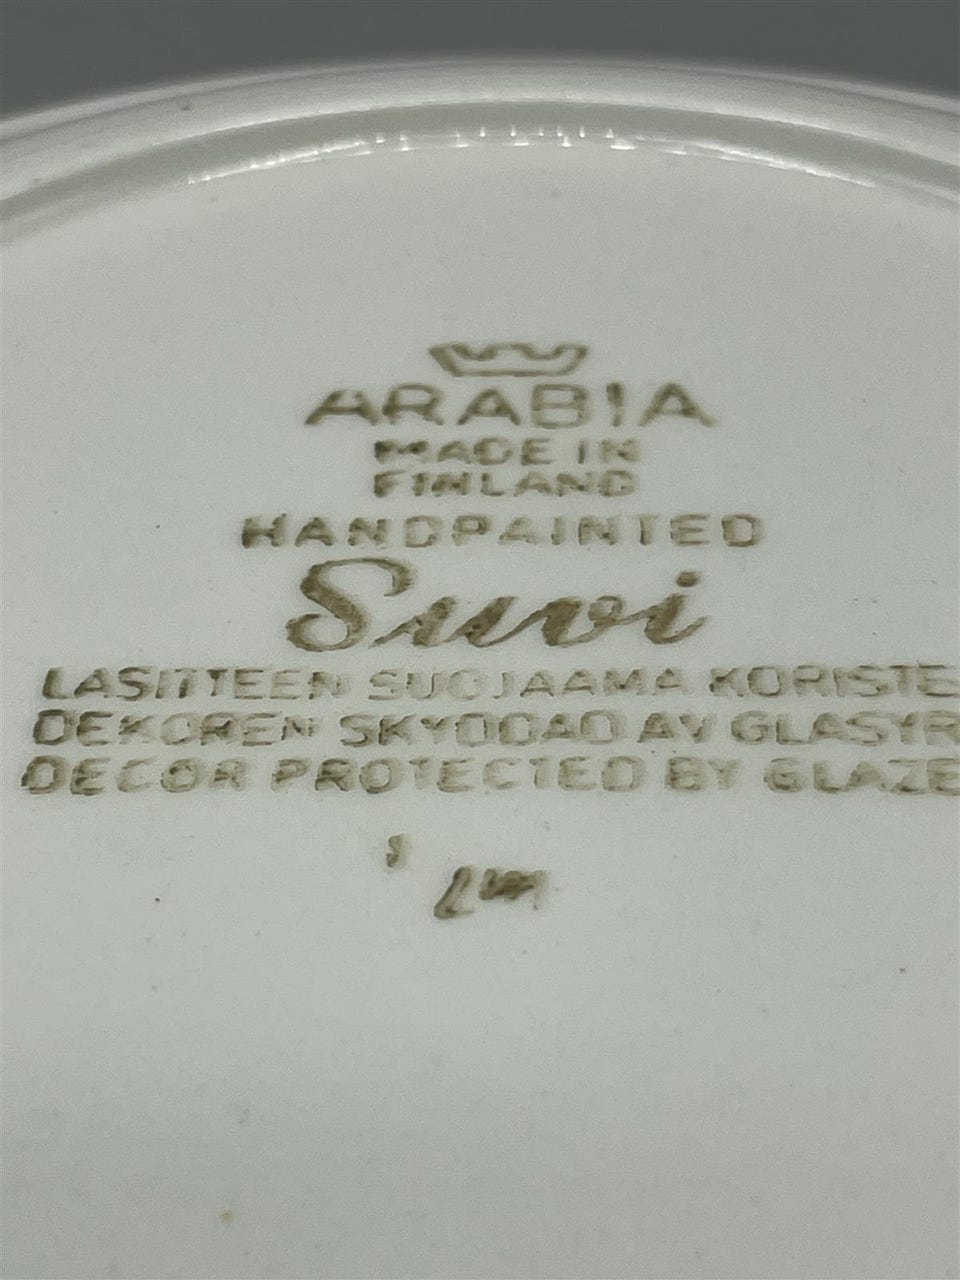 ARABIA
MADE IN
FINLAND
HANDPAINTED
Suvi
LASITTEEN SUOJAAMA KORISTE
DEKOREN SKYDDAD AV GLASYR
DECOR PROTECTED BY GLAZE